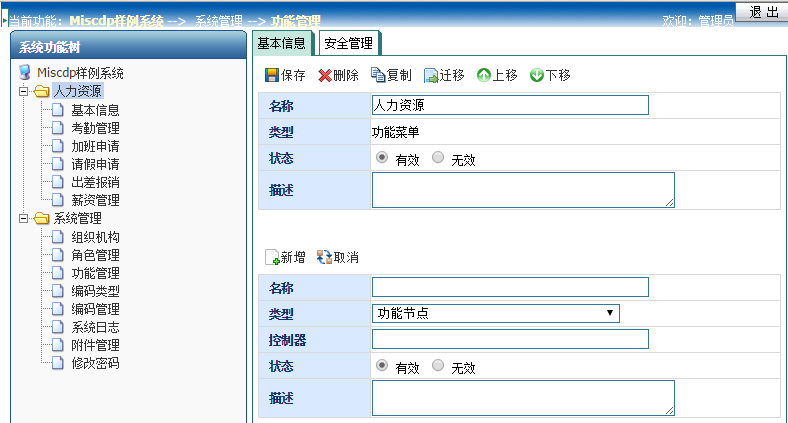 当前功能: Miscdp样例系统 --> 系统管理 --> 功能管理 欢迎: 管理员 退 出
系统功能树
Miscdp样例系统
人力资源
基本信息
考勤管理
加班申请
请假申请
出差报销
薪资管理
系统管理
组织机构
角色管理
功能管理
编码类型
编码管理
系统日志
附件管理
修改密码
基本信息 安全管理
保存 删除 复制 迁移 上移 下移
名称 人力资源
类型 功能菜单
状态 有效 无效
描述
新增 取消
名称
类型 功能节点
控制器
状态 有效 无效
描述